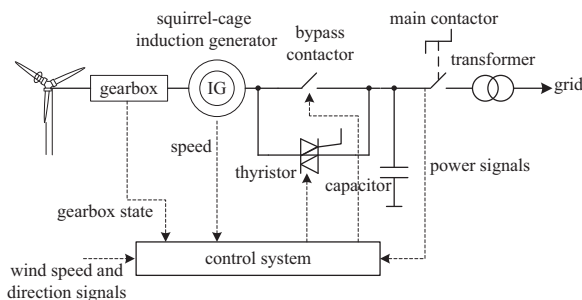 squirrel-cage
induction generator
bypass
contactor
main contactor
transformer
gearbox
IG
grid
speed
thyristor
capacitor
power signals
gearbox state
control system
wind speed and
direction signals